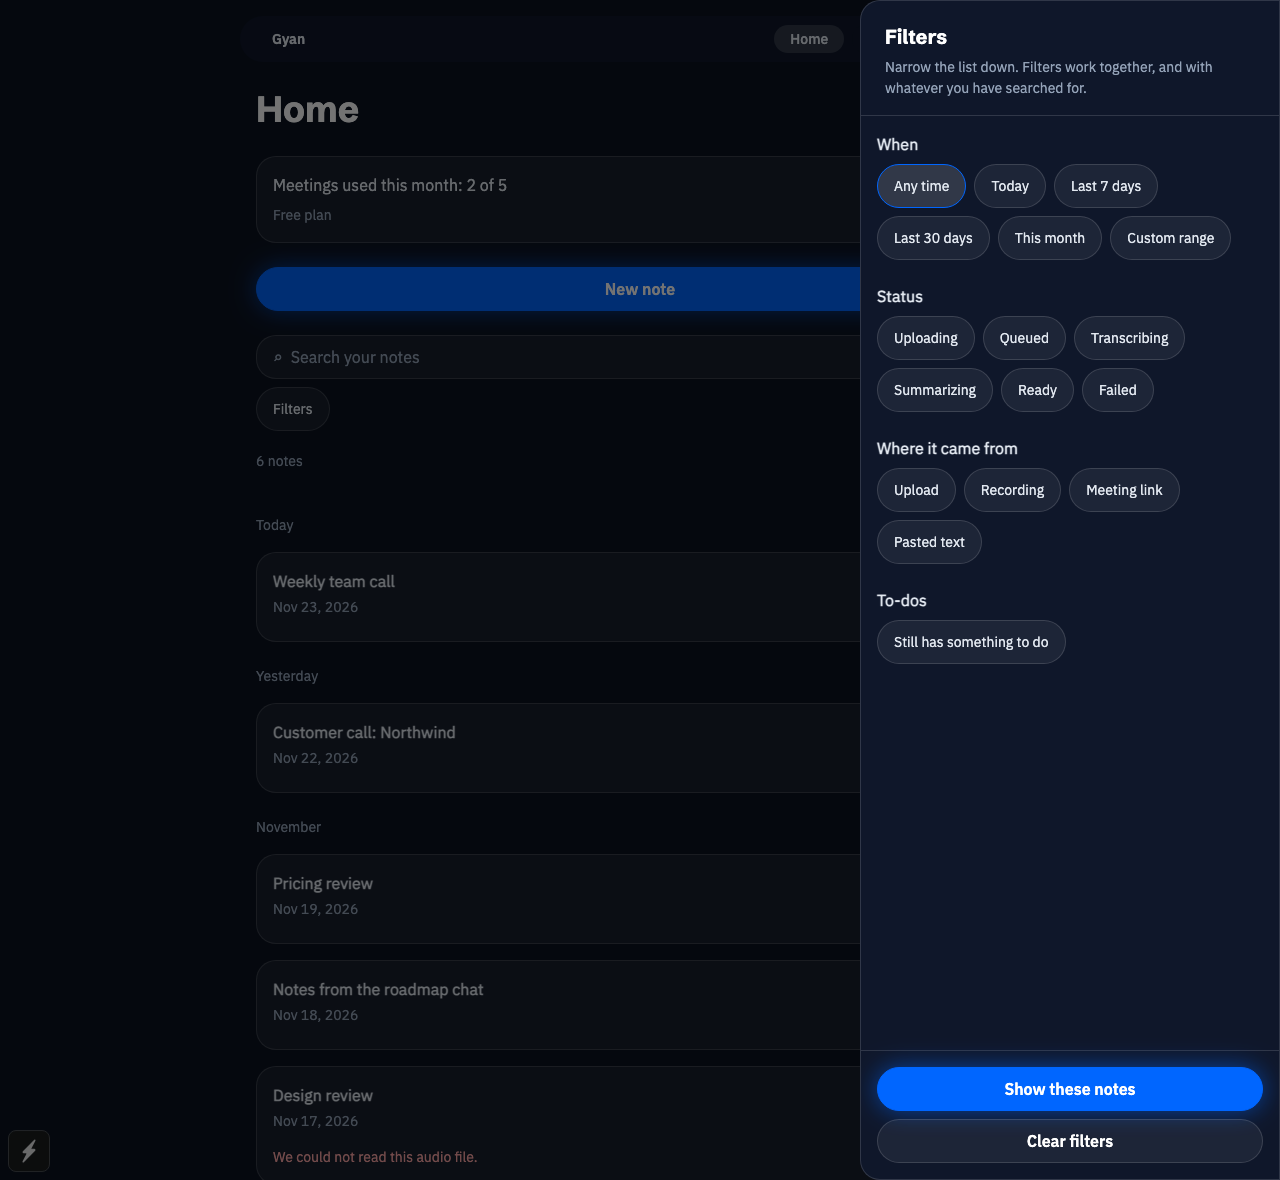 Gyan
Home
Home
Meetings used this month: 2 of 5
Free plan
New note
Search your notes
Filters
6 notes
Today
Weekly team call
Nov 23, 2026
Yesterday
Customer call: Northwind
Nov 22, 2026
November
Pricing review
Nov 19, 2026
Notes from the roadmap chat
Nov 18, 2026
Design review
Nov 17, 2026
We could not read this audio file.
Filters
Narrow the list down. Filters work together, and with
whatever you have searched for.
When
Any time Today Last 7 days
Last 30 days This month Custom range
Status
Uploading Queued Transcribing
Summarizing Ready Failed
Where it came from
Upload Recording Meeting link
Pasted text
To-dos
Still has something to do
Show these notes
Clear filters